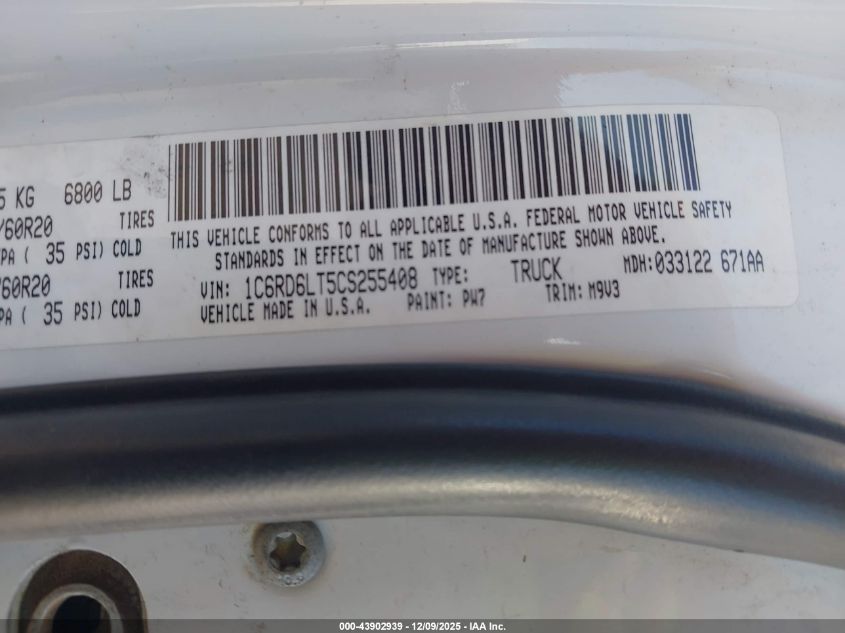 5 KG 6800 LB
/60R20 TIRES
PA ( 35 PSI) COLD
/60R20 TIRES
PA ( 35 PSI) COLD
THIS VEHICLE CONFORMS TO ALL APPLICABLE U.S.A. FEDERAL MOTOR VEHICLE SAFETY
STANDARDS IN EFFECT ON THE DATE OF MANUFACTURE SHOWN ABOVE.
VIN: 1C6RD6LT5CS255408 TYPE: TRUCK MDH:033122 671AA
VEHICLE MADE IN U.S.A. PAINT: PW7 TRIM: M9V3
000-43902939 - 12/09/2025 - IAA Inc.